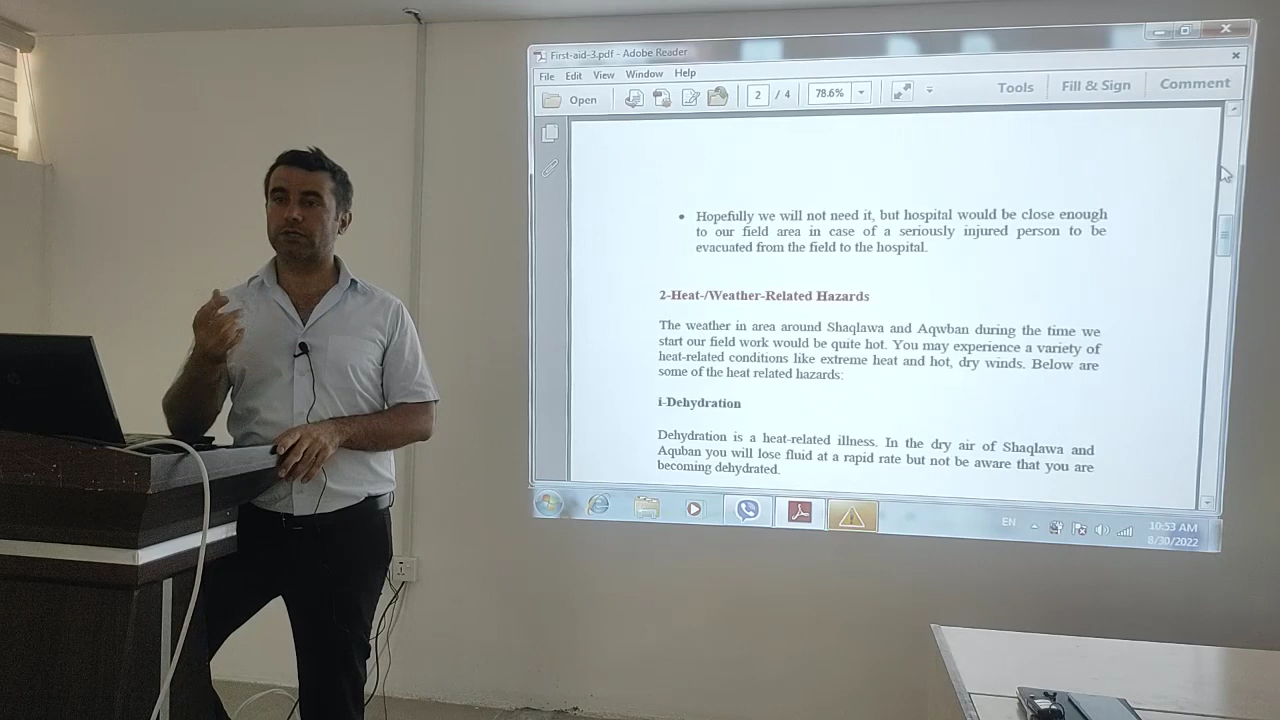 First-aid-3.pdf - Adobe Reader
File Edit View Window Help
Open 2 / 4 78.6% Tools Fill & Sign Comment
• Hopefully we will not need it, but hospital would be close enough
to our field area in case of a seriously injured person to be
evacuated from the field to the hospital.
2-Heat-/Weather-Related Hazards
The weather in area around Shaqlawa and Aqwban during the time we
start our field work would be quite hot. You may experience a variety of
heat-related conditions like extreme heat and hot, dry winds. Below are
some of the heat related hazards:
i-Dehydration
Dehydration is a heat-related illness. In the dry air of Shaqlawa and
Aquban you will lose fluid at a rapid rate but not be aware that you are
becoming dehydrated.
EN 10:53 AM
8/30/2022